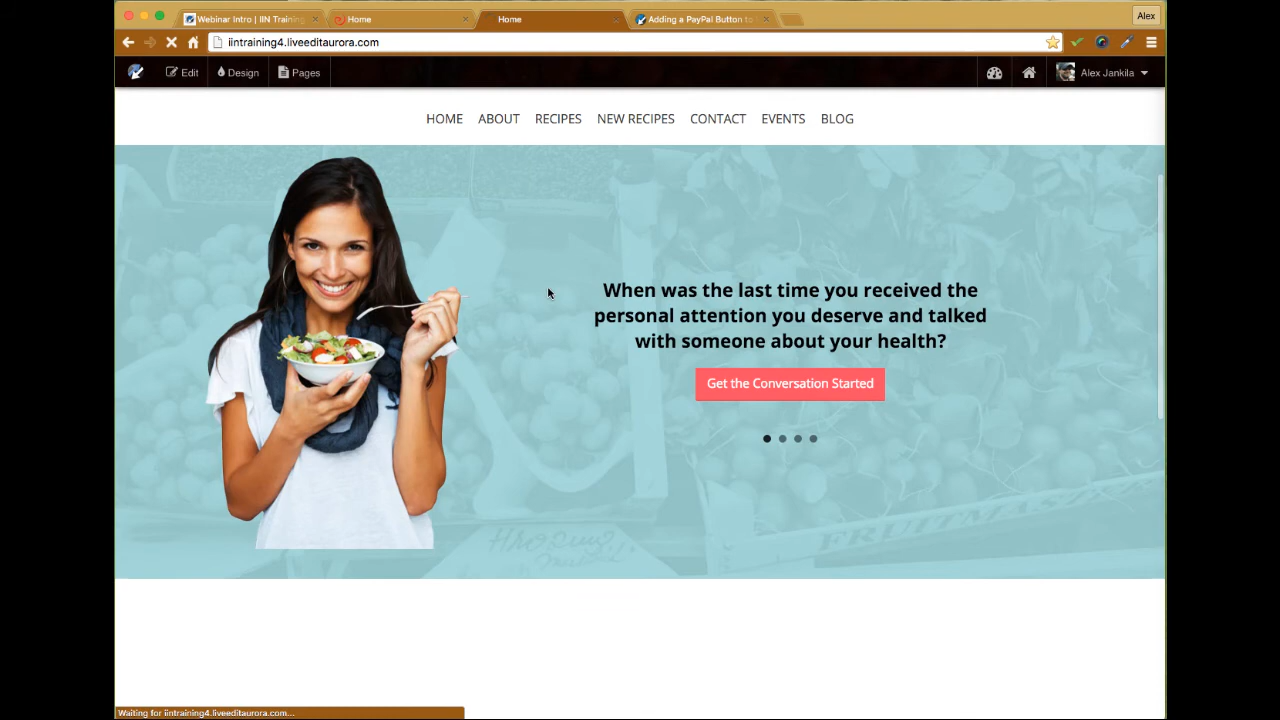 Webinar Intro | IIN Training
Home
Home
Adding a PayPal Button to
Alex
iintraining4.liveeditaurora.com
Edit
Design
Pages
Alex Jankila
HOME ABOUT RECIPES NEW RECIPES CONTACT EVENTS BLOG
When was the last time you received the
personal attention you deserve and talked
with someone about your health?
Get the Conversation Started
FRUITMAS
Waiting for iintraining4.liveeditaurora.com...